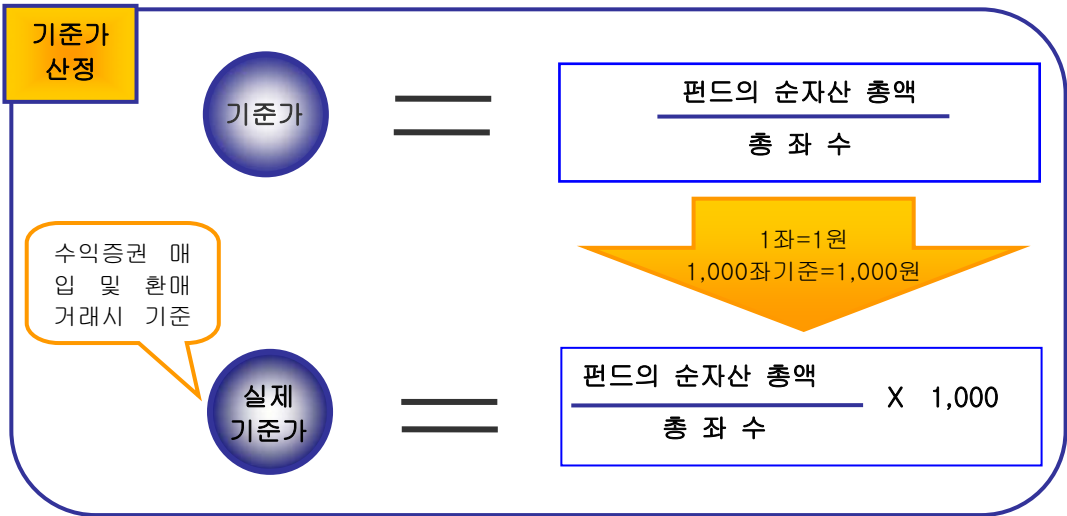 기준가
산정
기준가
펀드의 순자산 총액
총 좌 수
1좌=1원
1,000좌기준=1,000원
수익증권 매
입 및 환매
거래시 기준
실제
기준가
펀드의 순자산 총액
총 좌 수
X 1,000